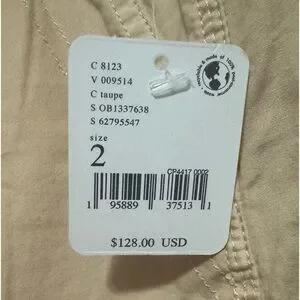 C 8123
V 009514
C taupe
S OB1337638
S 62795547
size
2
CP4417 0002
1 95889 37513 1
$128.00 USD